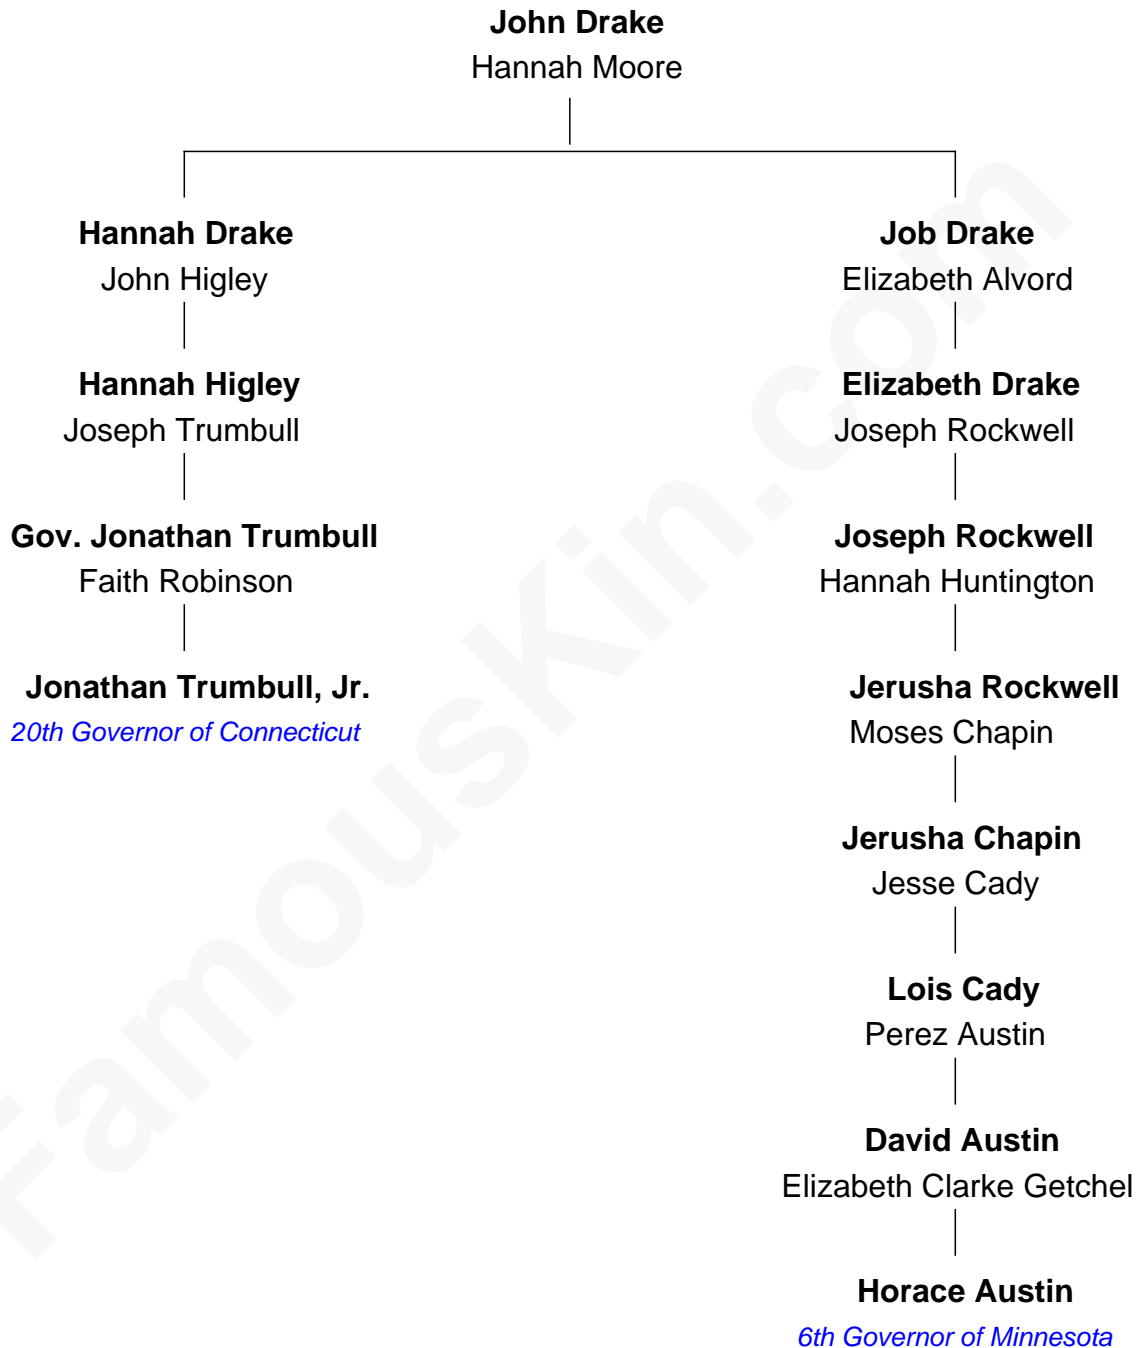 John Drake
Hannah Moore
Hannah Drake
John Higley
Hannah Higley
Joseph Trumbull
Gov. Jonathan Trumbull
Faith Robinson
Jonathan Trumbull, Jr.
20th Governor of Connecticut
Job Drake
Elizabeth Alvord
Elizabeth Drake
Joseph Rockwell
Joseph Rockwell
Hannah Huntington
Jerusha Rockwell
Moses Chapin
Jerusha Chapin
Jesse Cady
Lois Cady
Perez Austin
David Austin
Elizabeth Clarke Getchel
Horace Austin
6th Governor of Minnesota
FamousKin.com